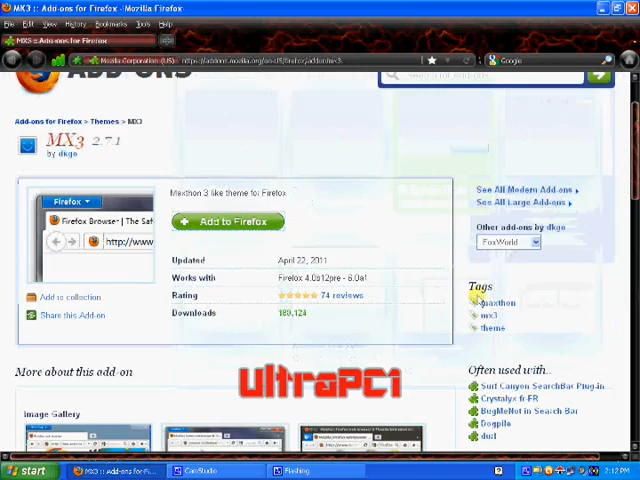 MX3 :: Add-ons for Firefox - Mozilla Firefox
File Edit View History Bookmarks Tools Help
MX3 :: Add-ons for Firefox
Mozilla Corporation (US)
Google
ADD-ONS
Add-ons for Firefox > Themes > MX3
MX3 2.7.1
by dkgo
Maxthon 3 like theme for Firefox
Firefox
Firefox Browser | The Saf
http://www
Add to Firefox
Updated April 22, 2011
Works with Firefox 4.0b12pre - 6.0a1
Rating 74 reviews
Downloads 180,124
Add to collection
Share this Add-on
See All Modern Add-ons
See All Large Add-ons
Other add-ons by dkgo
FoxWorld
Tags
maxthon
mx3
theme
UltraPC1
More about this add-on
Image Gallery
Often used with...
Surf Canyon SearchBar Plug-in...
Crystalyx fr-FR
BugMeNot in Search Bar
Dogpile
start
MX3 :: Add-ons for Fi...
CamStudio
Flashing
2:12 PM